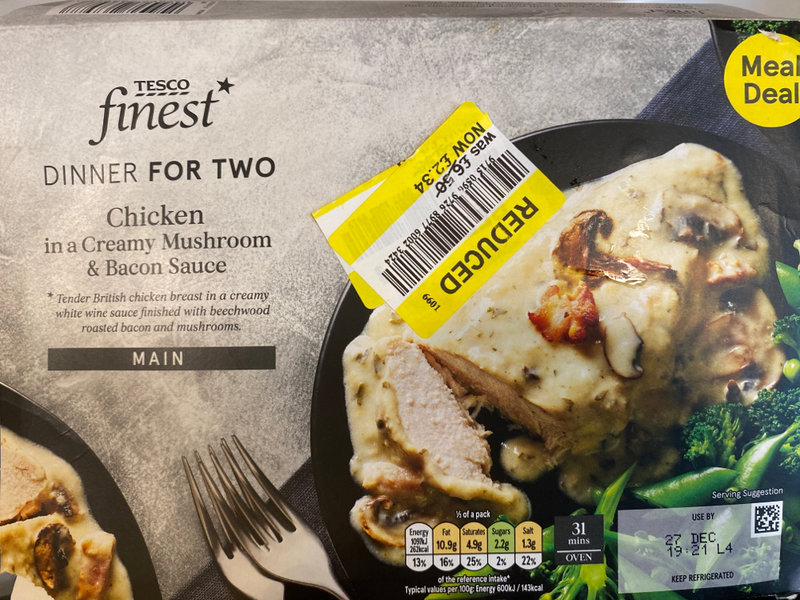 TESCO
finest*
DINNER FOR TWO
Chicken
in a Creamy Mushroom
& Bacon Sauce
* Tender British chicken breast in a creamy
white wine sauce finished with beechwood
roasted bacon and mushrooms.
MAIN
Meal
Deal
was £6.50
NOW £2.34
REDUCED
6601
Serving Suggestion
½ of a pack
Energy 1097kJ 262kcal 13%
Fat 10.9g 16%
Saturates 4.9g 25%
Sugars 2.2g 2%
Salt 1.3g 22%
of the reference intake*
Typical values per 100g: Energy 600kJ / 143kcal
31
mins
OVEN
USE BY
27 DEC
19:21 L4
KEEP REFRIGERATED